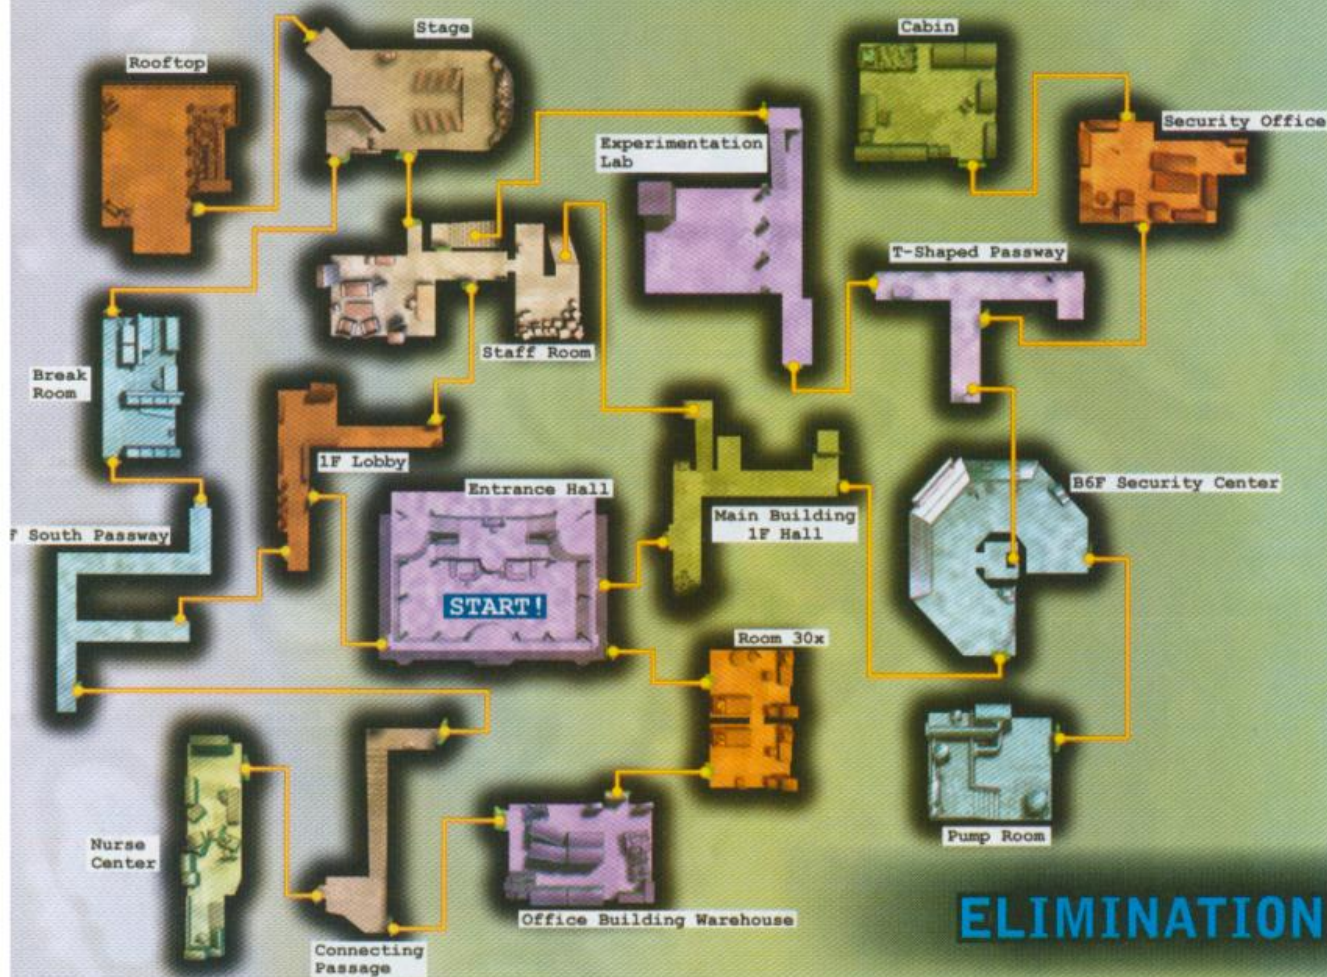 Stage
Cabin
Rooftop
Security Office
Experimentation
Lab
T-Shaped Passway
Staff Room
Break
Room
1F Lobby
Entrance Hall
B6F Security Center
Main Building
1F Hall
F South Passway
START!
Room 30x
Nurse
Center
Pump Room
Office Building Warehouse
ELIMINATION
Connecting
Passage